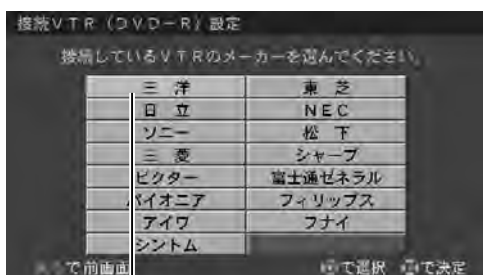 接続VTR(DVD-R)設定
接続しているVTRのメーカーを選んでください。
三 洋 東 芝
日 立 NEC
ソニー 松 下
三 菱 シャープ
ビクター 富士通ゼネラル
パイオニア フィリップス
アイワ フナイ
シントム
で前画面 で選択 で決定